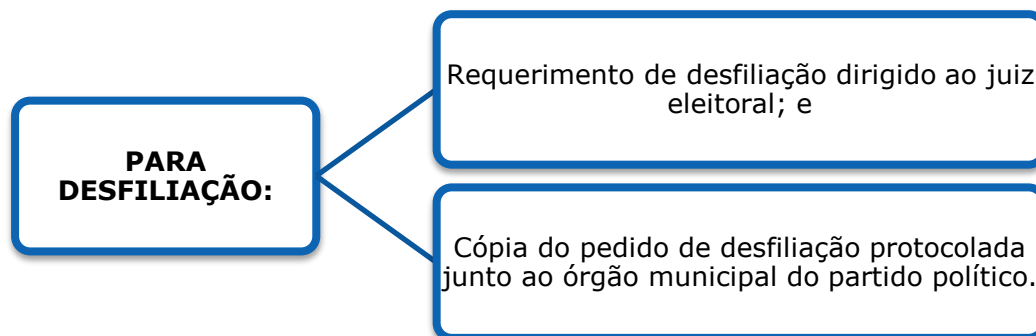 PARA
DESFILIAÇÃO:
Requerimento de desfiliação dirigido ao juiz
eleitoral; e
Cópia do pedido de desfiliação protocolada
junto ao órgão municipal do partido político.